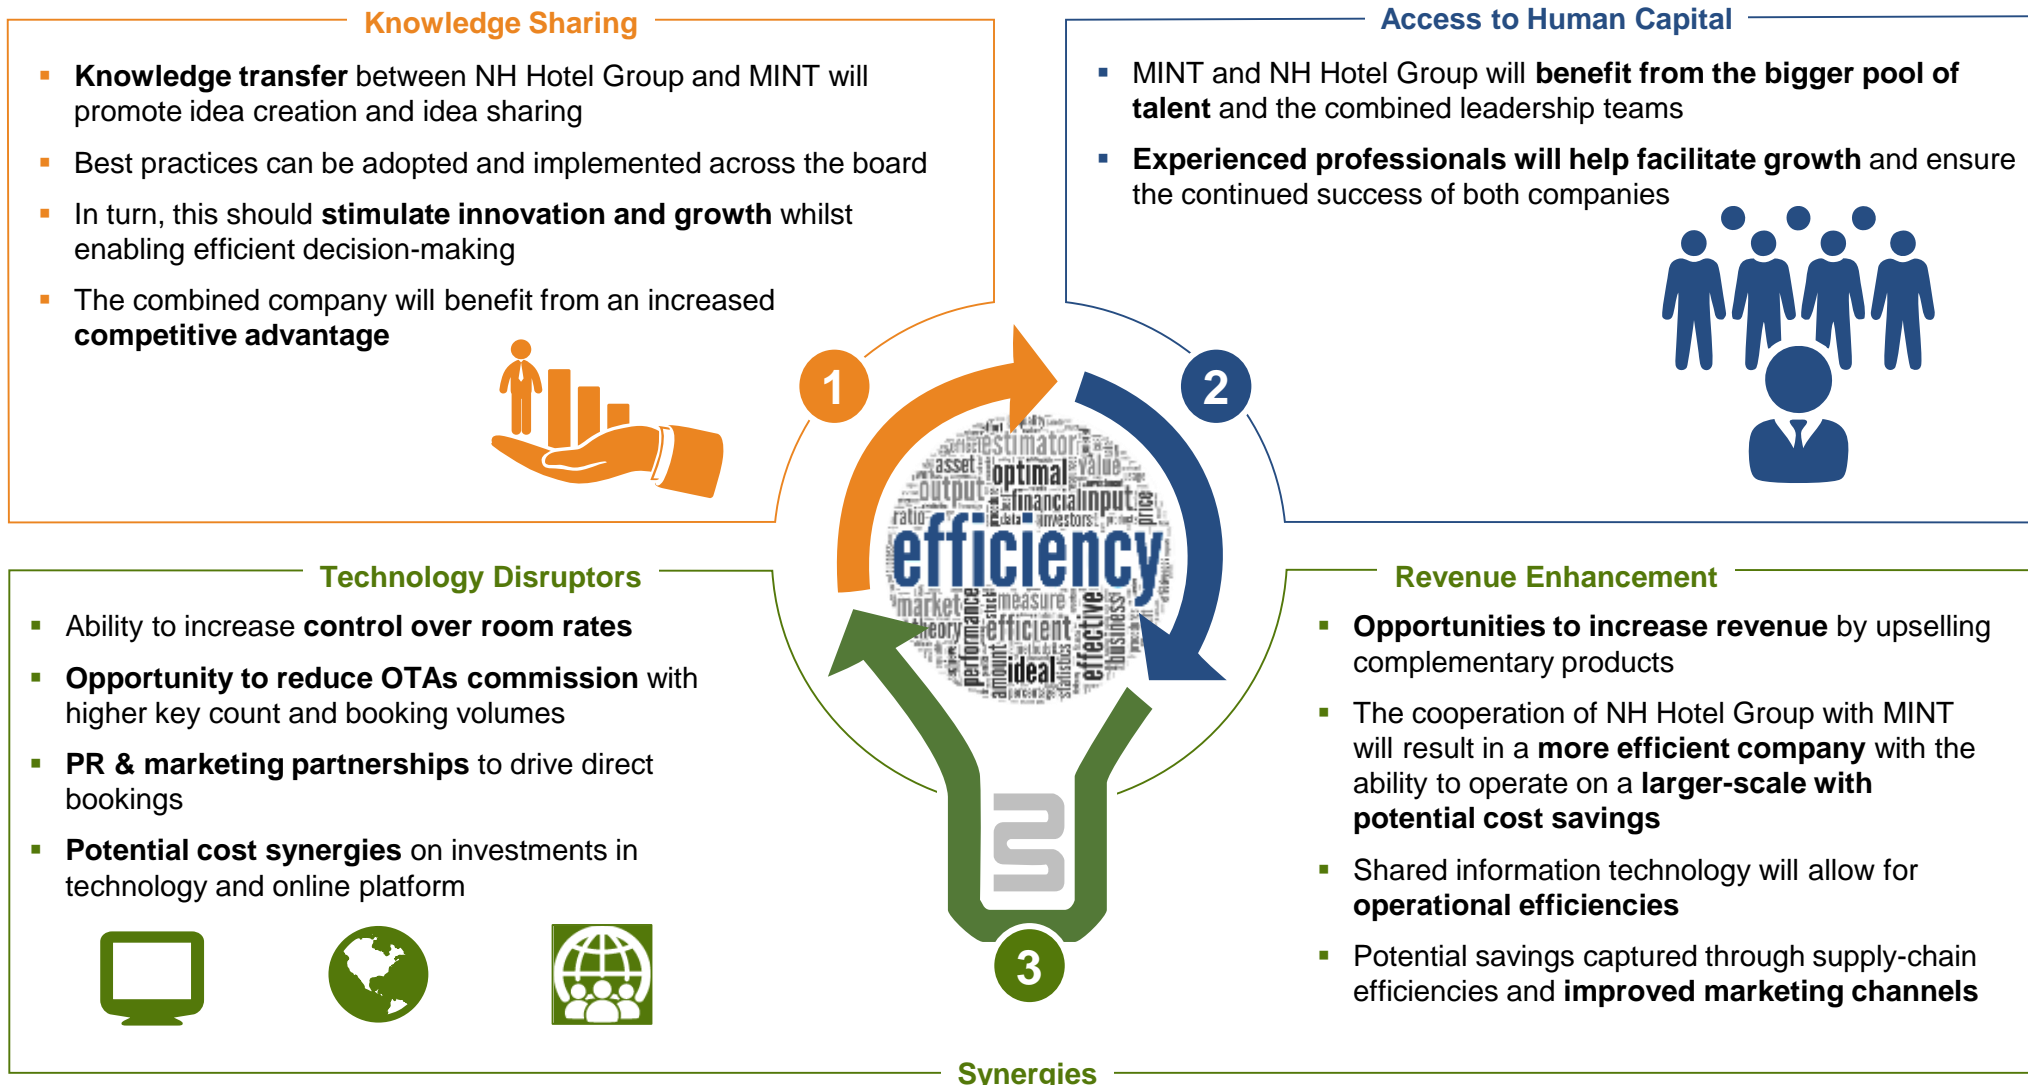 Knowledge Sharing
▪ Knowledge transfer between NH Hotel Group and MINT will
promote idea creation and idea sharing
▪ Best practices can be adopted and implemented across the board
▪ In turn, this should stimulate innovation and growth whilst
enabling efficient decision-making
▪ The combined company will benefit from an increased
competitive advantage
Access to Human Capital
▪ MINT and NH Hotel Group will benefit from the bigger pool of
talent and the combined leadership teams
▪ Experienced professionals will help facilitate growth and ensure
the continued success of both companies
1
2
estimator
asset
optimal
value
output
financial
input
price
ratio
data
investors
efficiency
market
performance
measure
effective
business
theory
efficient
amount
ideal
statistics
Technology Disruptors
▪ Ability to increase control over room rates
▪ Opportunity to reduce OTAs commission with
higher key count and booking volumes
▪ PR & marketing partnerships to drive direct
bookings
▪ Potential cost synergies on investments in
technology and online platform
Revenue Enhancement
▪ Opportunities to increase revenue by upselling
complementary products
▪ The cooperation of NH Hotel Group with MINT
will result in a more efficient company with the
ability to operate on a larger-scale with
potential cost savings
▪ Shared information technology will allow for
operational efficiencies
▪ Potential savings captured through supply-chain
efficiencies and improved marketing channels
3
Synergies